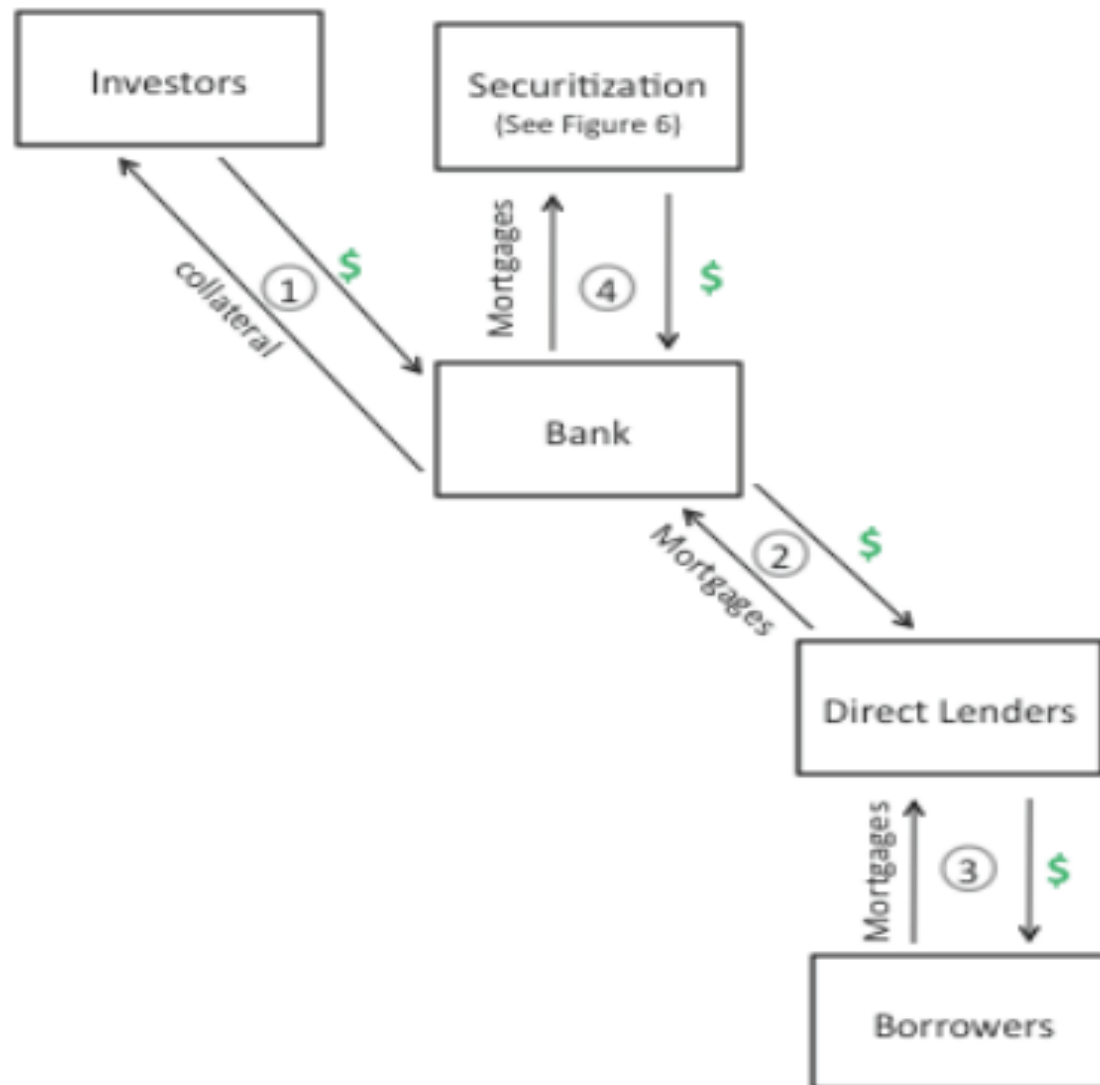 Investors
Securitization
(See Figure 6)
Mortgages
$
④
$
①
collateral
Bank
$
②
Mortgages
Direct Lenders
Mortgages
③
$
Borrowers